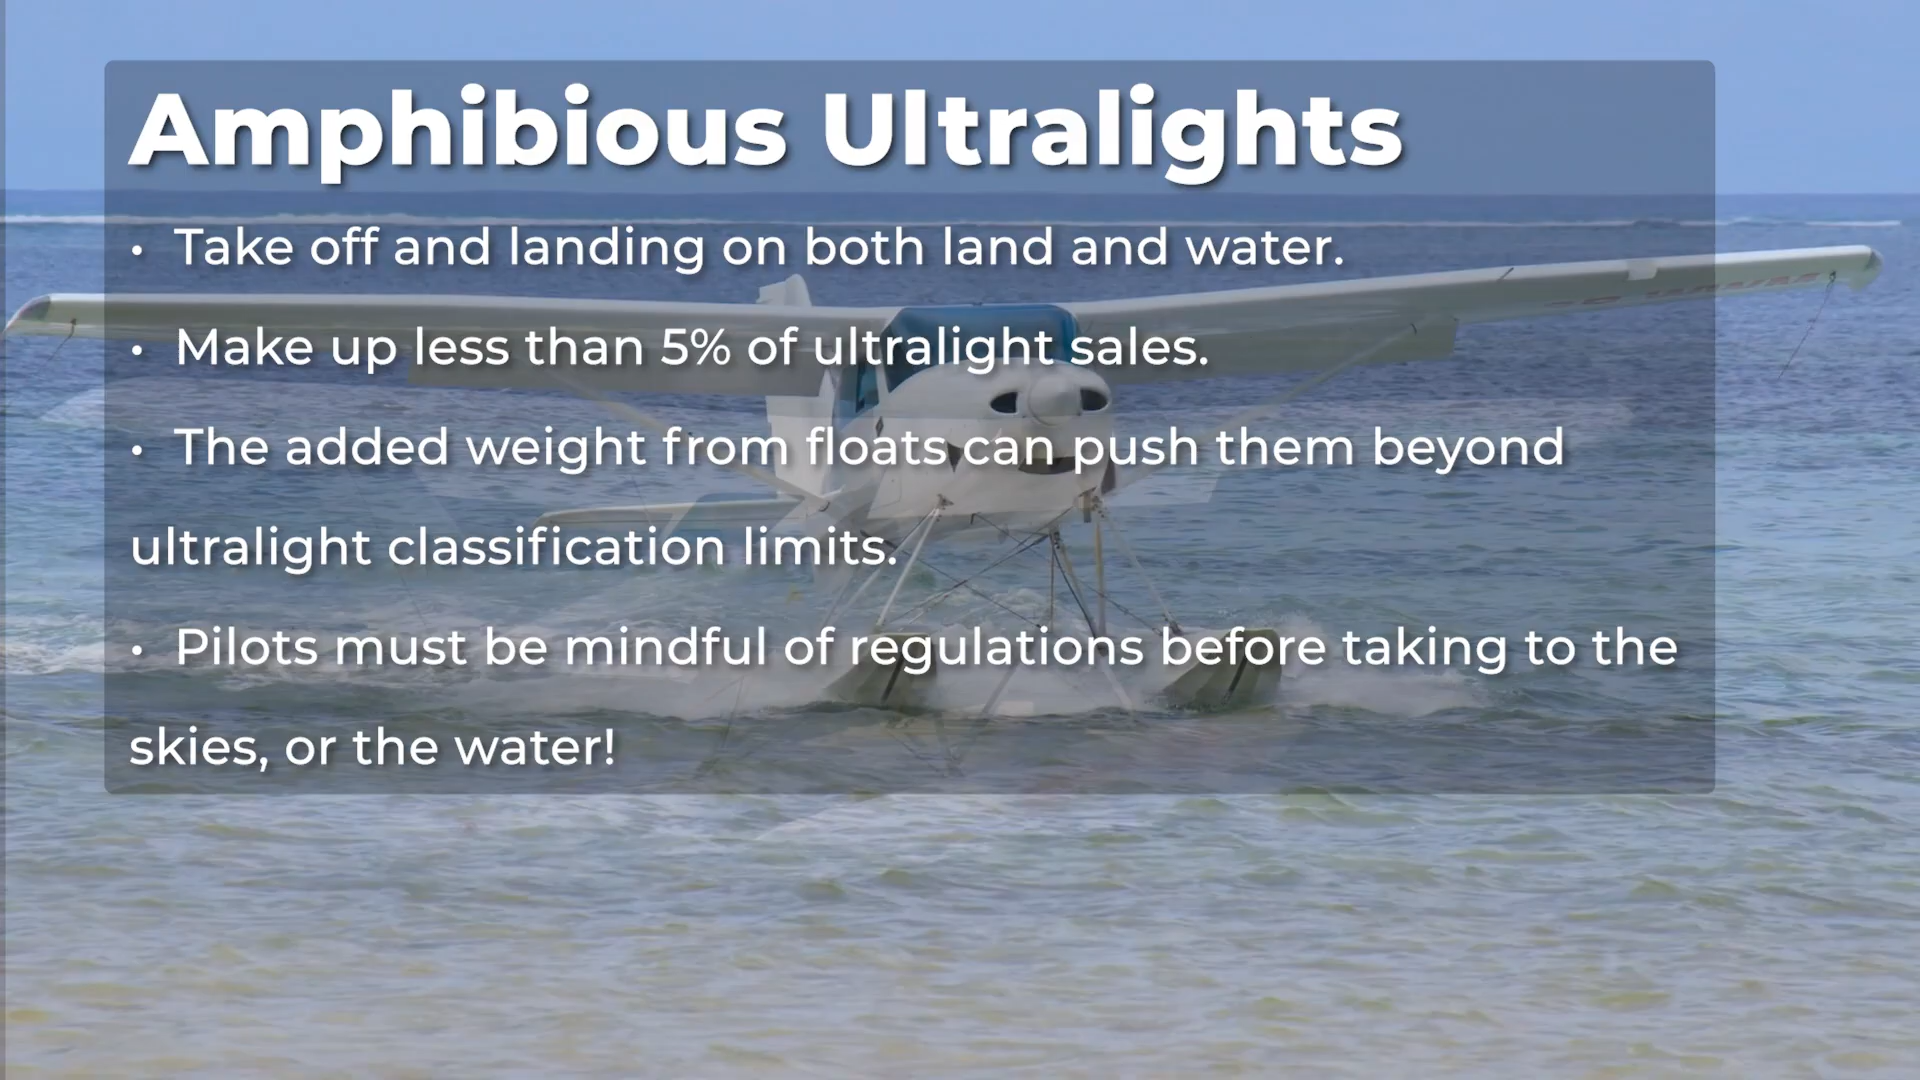 Amphibious Ultralights
• Take off and landing on both land and water.
• Make up less than 5% of ultralight sales.
• The added weight from floats can push them beyond
ultralight classification limits.
• Pilots must be mindful of regulations before taking to the
skies, or the water!